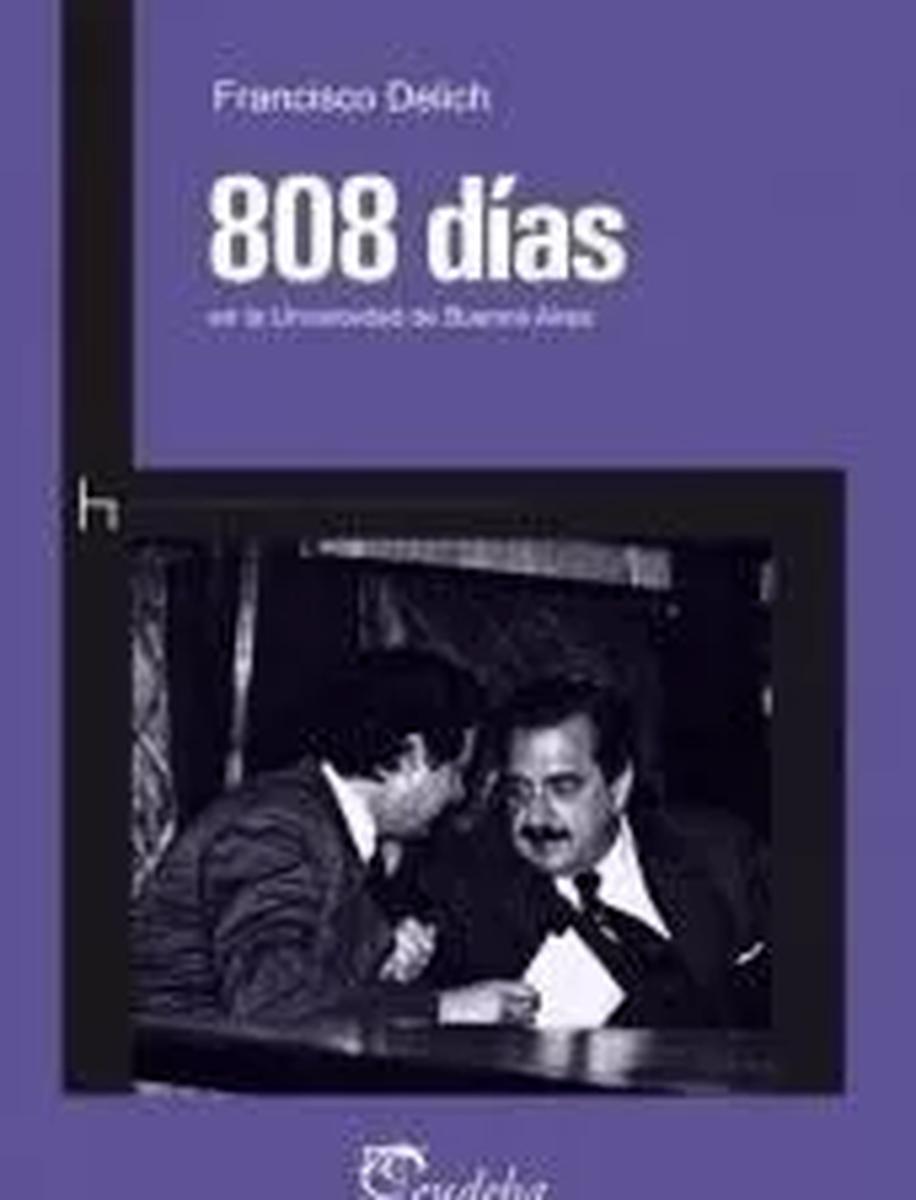 Francisco Delich
808 días
en la Universidad de Buenos Aires
h
eudeba